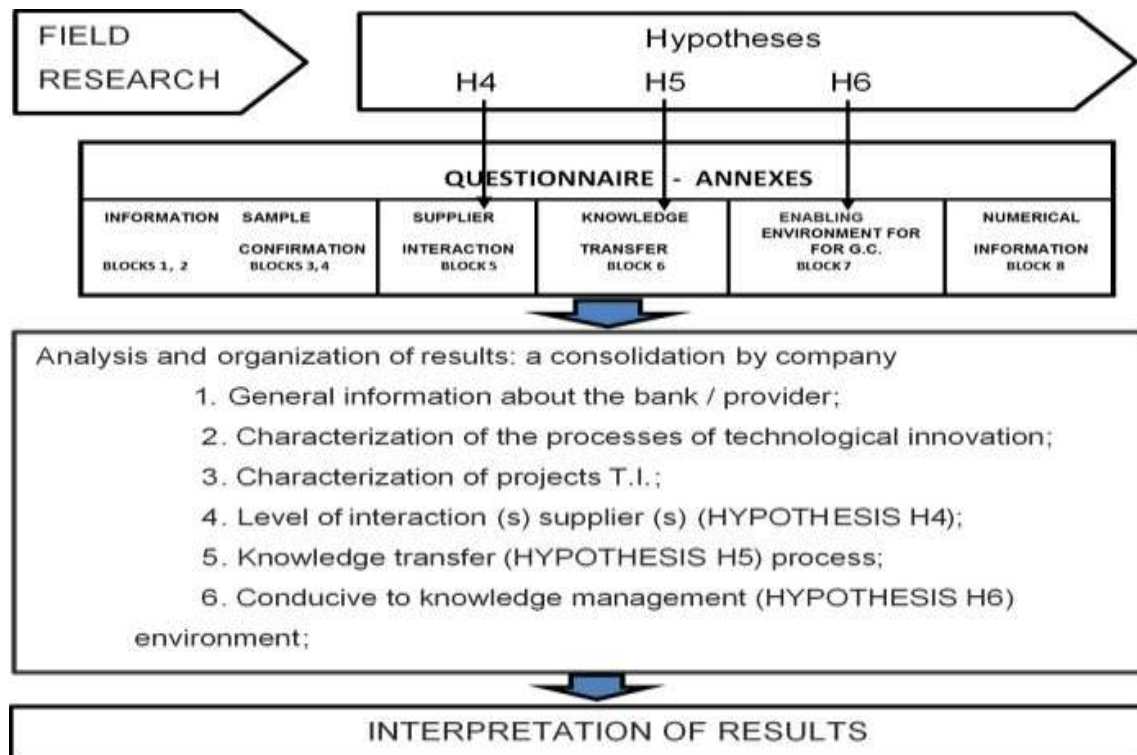 FIELD
RESEARCH
Hypotheses
H4 H5 H6
QUESTIONNAIRE - ANNEXES
INFORMATION
BLOCKS 1, 2
SAMPLE
CONFIRMATION
BLOCKS 3, 4
SUPPLIER
INTERACTION
BLOCK 5
KNOWLEDGE
TRANSFER
BLOCK 6
ENABLING
ENVIRONMENT FOR
FOR G.C.
BLOCK 7
NUMERICAL
INFORMATION
BLOCK 8
Analysis and organization of results: a consolidation by company
1. General information about the bank / provider;
2. Characterization of the processes of technological innovation;
3. Characterization of projects T.I.;
4. Level of interaction (s) supplier (s) (HYPOTHESIS H4);
5. Knowledge transfer (HYPOTHESIS H5) process;
6. Conducive to knowledge management (HYPOTHESIS H6)
environment;
INTERPRETATION OF RESULTS